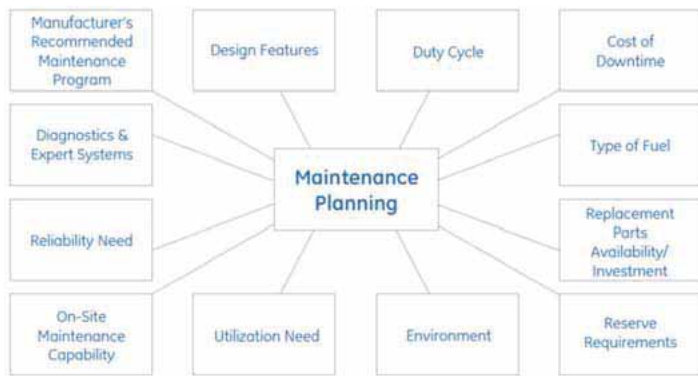 Manufacturer's
Recommended
Maintenance
Program
Design Features
Duty Cycle
Cost of
Downtime
Diagnostics &
Expert Systems
Type of Fuel
Maintenance
Planning
Reliability Need
Replacement
Parts
Availability/
Investment
On-Site
Maintenance
Capability
Utilization Need
Environment
Reserve
Requirements